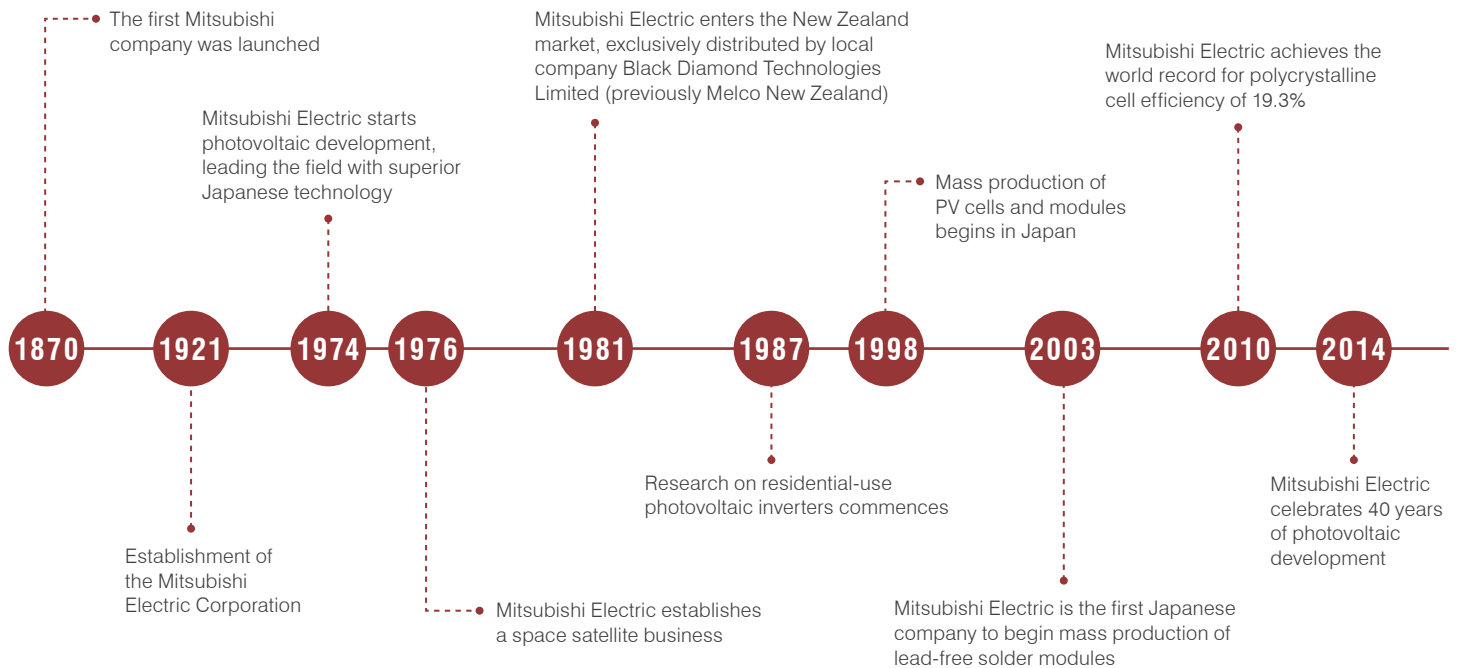 The first Mitsubishi
company was launched
Mitsubishi Electric starts
photovoltaic development,
leading the field with superior
Japanese technology
Mitsubishi Electric enters the New Zealand
market, exclusively distributed by local
company Black Diamond Technologies
Limited (previously Melco New Zealand)
Mass production of
PV cells and modules
begins in Japan
Mitsubishi Electric achieves the
world record for polycrystalline
cell efficiency of 19.3%
1870
1921
1974
1976
1981
1987
1998
2003
2010
2014
Establishment of
the Mitsubishi
Electric Corporation
Mitsubishi Electric establishes
a space satellite business
Research on residential-use
photovoltaic inverters commences
Mitsubishi Electric is the first Japanese
company to begin mass production of
lead-free solder modules
Mitsubishi Electric
celebrates 40 years
of photovoltaic
development